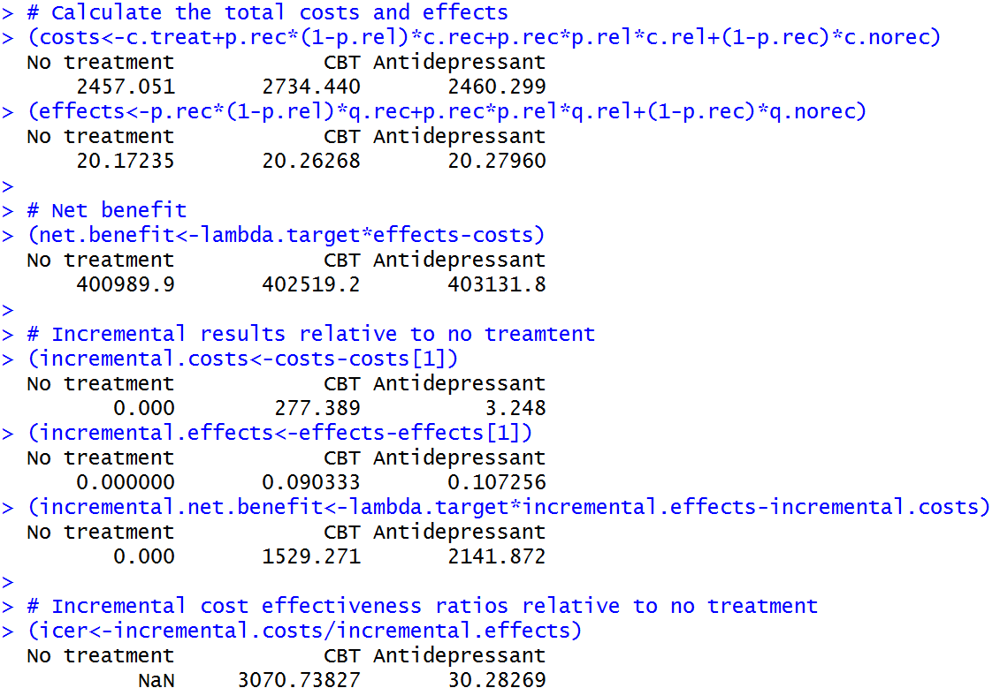 > # Calculate the total costs and effects
> (costs<-c.treat+p.rec*(1-p.rel)*c.rec+p.rec*p.rel*c.rel+(1-p.rec)*c.norec)
  No treatment            CBT Antidepressant
      2457.051       2734.440       2460.299
> (effects<-p.rec*(1-p.rel)*q.rec+p.rec*p.rel*q.rel+(1-p.rec)*q.norec)
  No treatment            CBT Antidepressant
      20.17235       20.26268       20.27960
>
> # Net benefit
> (net.benefit<-lambda.target*effects-costs)
  No treatment            CBT Antidepressant
      400989.9       402519.2       403131.8
>
> # Incremental results relative to no treamtent
> (incremental.costs<-costs-costs[1])
  No treatment            CBT Antidepressant
         0.000        277.389          3.248
> (incremental.effects<-effects-effects[1])
  No treatment            CBT Antidepressant
      0.000000       0.090333       0.107256
> (incremental.net.benefit<-lambda.target*incremental.effects-incremental.costs)
  No treatment            CBT Antidepressant
         0.000       1529.271       2141.872
>
> # Incremental cost effectiveness ratios relative to no treatment
> (icer<-incremental.costs/incremental.effects)
  No treatment            CBT Antidepressant
           NaN     3070.73827       30.28269